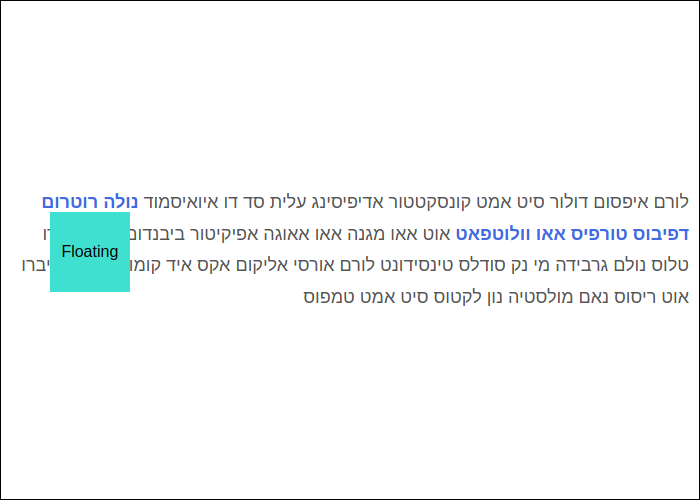 לורם איפסום דולור סיט אמט קונסקטטור אדיפיסינג עלית סד דו איואיסמוד נולה רוטרום
דפיבוס טורפיס אאו וולוטפאט אוט אאו מגנה אאו אאוגה אפיקיטור
טלוס נולם גרבידה מי נק סודלס טינסידונט לורם אורסי אליקום אקס איד
אוט ריסוס נאם מולסטיה נון לקטוס סיט אמט טמפוס
Floating